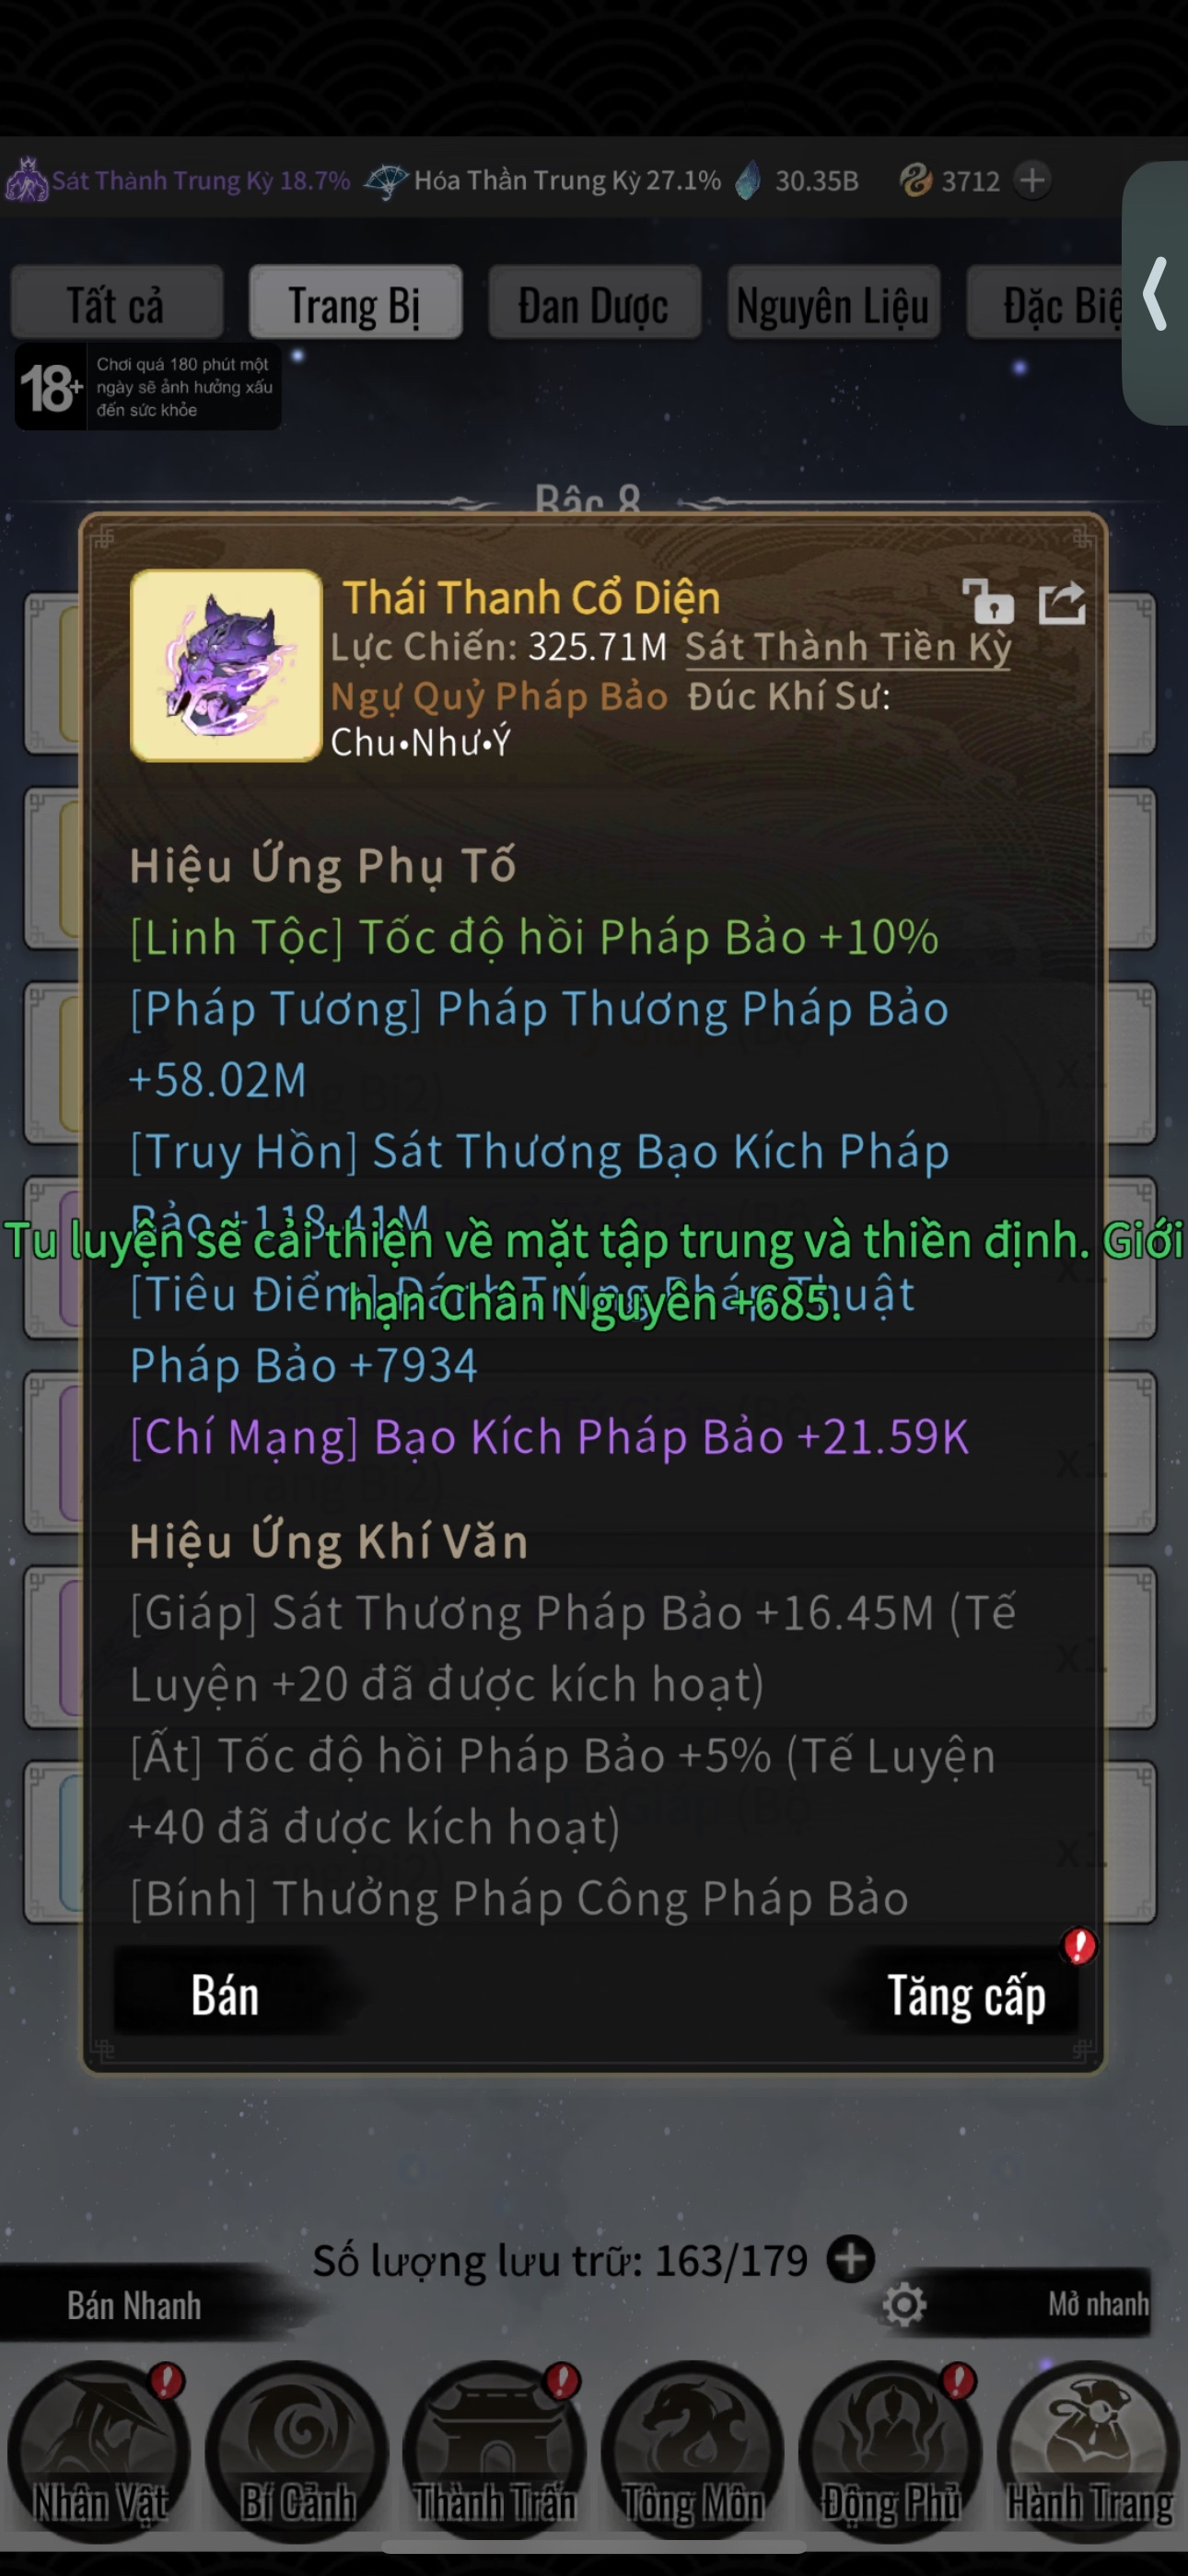 Sát Thành Trung Kỳ 18.7% Hóa Thần Trung Kỳ 27.1% 30.35B 3712
Tất cả Trang Bị Đan Dược Nguyên Liệu Đặc Biệ
18+ Chơi quá 180 phút một
ngày sẽ ảnh hưởng xấu
đến sức khỏe
Bậc 8
Thái Thanh Cổ Diện
Lực Chiến: 325.71M Sát Thành Tiền Kỳ
Ngự Quỷ Pháp Bảo Đúc Khí Sư:
Chu•Như•Ý
Hiệu Ứng Phụ Tố
[Linh Tộc] Tốc độ hồi Pháp Bảo +10%
[Pháp Tương] Pháp Thương Pháp Bảo
+58.02M
[Truy Hồn] Sát Thương Bạo Kích Pháp
Bảo +118.41M
Tu luyện sẽ cải thiện về mặt tập trung và thiền định. Giới
hạn Chân Nguyên +685.
[Tiêu Điểm] Đánh Trúng Pháp Thuật
Pháp Bảo +7934
[Chí Mạng] Bạo Kích Pháp Bảo +21.59K
Hiệu Ứng Khí Văn
[Giáp] Sát Thương Pháp Bảo +16.45M (Tế
Luyện +20 đã được kích hoạt)
[Ất] Tốc độ hồi Pháp Bảo +5% (Tế Luyện
+40 đã được kích hoạt)
[Bính] Thưởng Pháp Công Pháp Bảo
Bán Tăng cấp
Số lượng lưu trữ: 163/179
Bán Nhanh Mở nhanh
Nhân Vật Bí Cảnh Thành Trấn Tông Môn Động Phủ Hành Trang